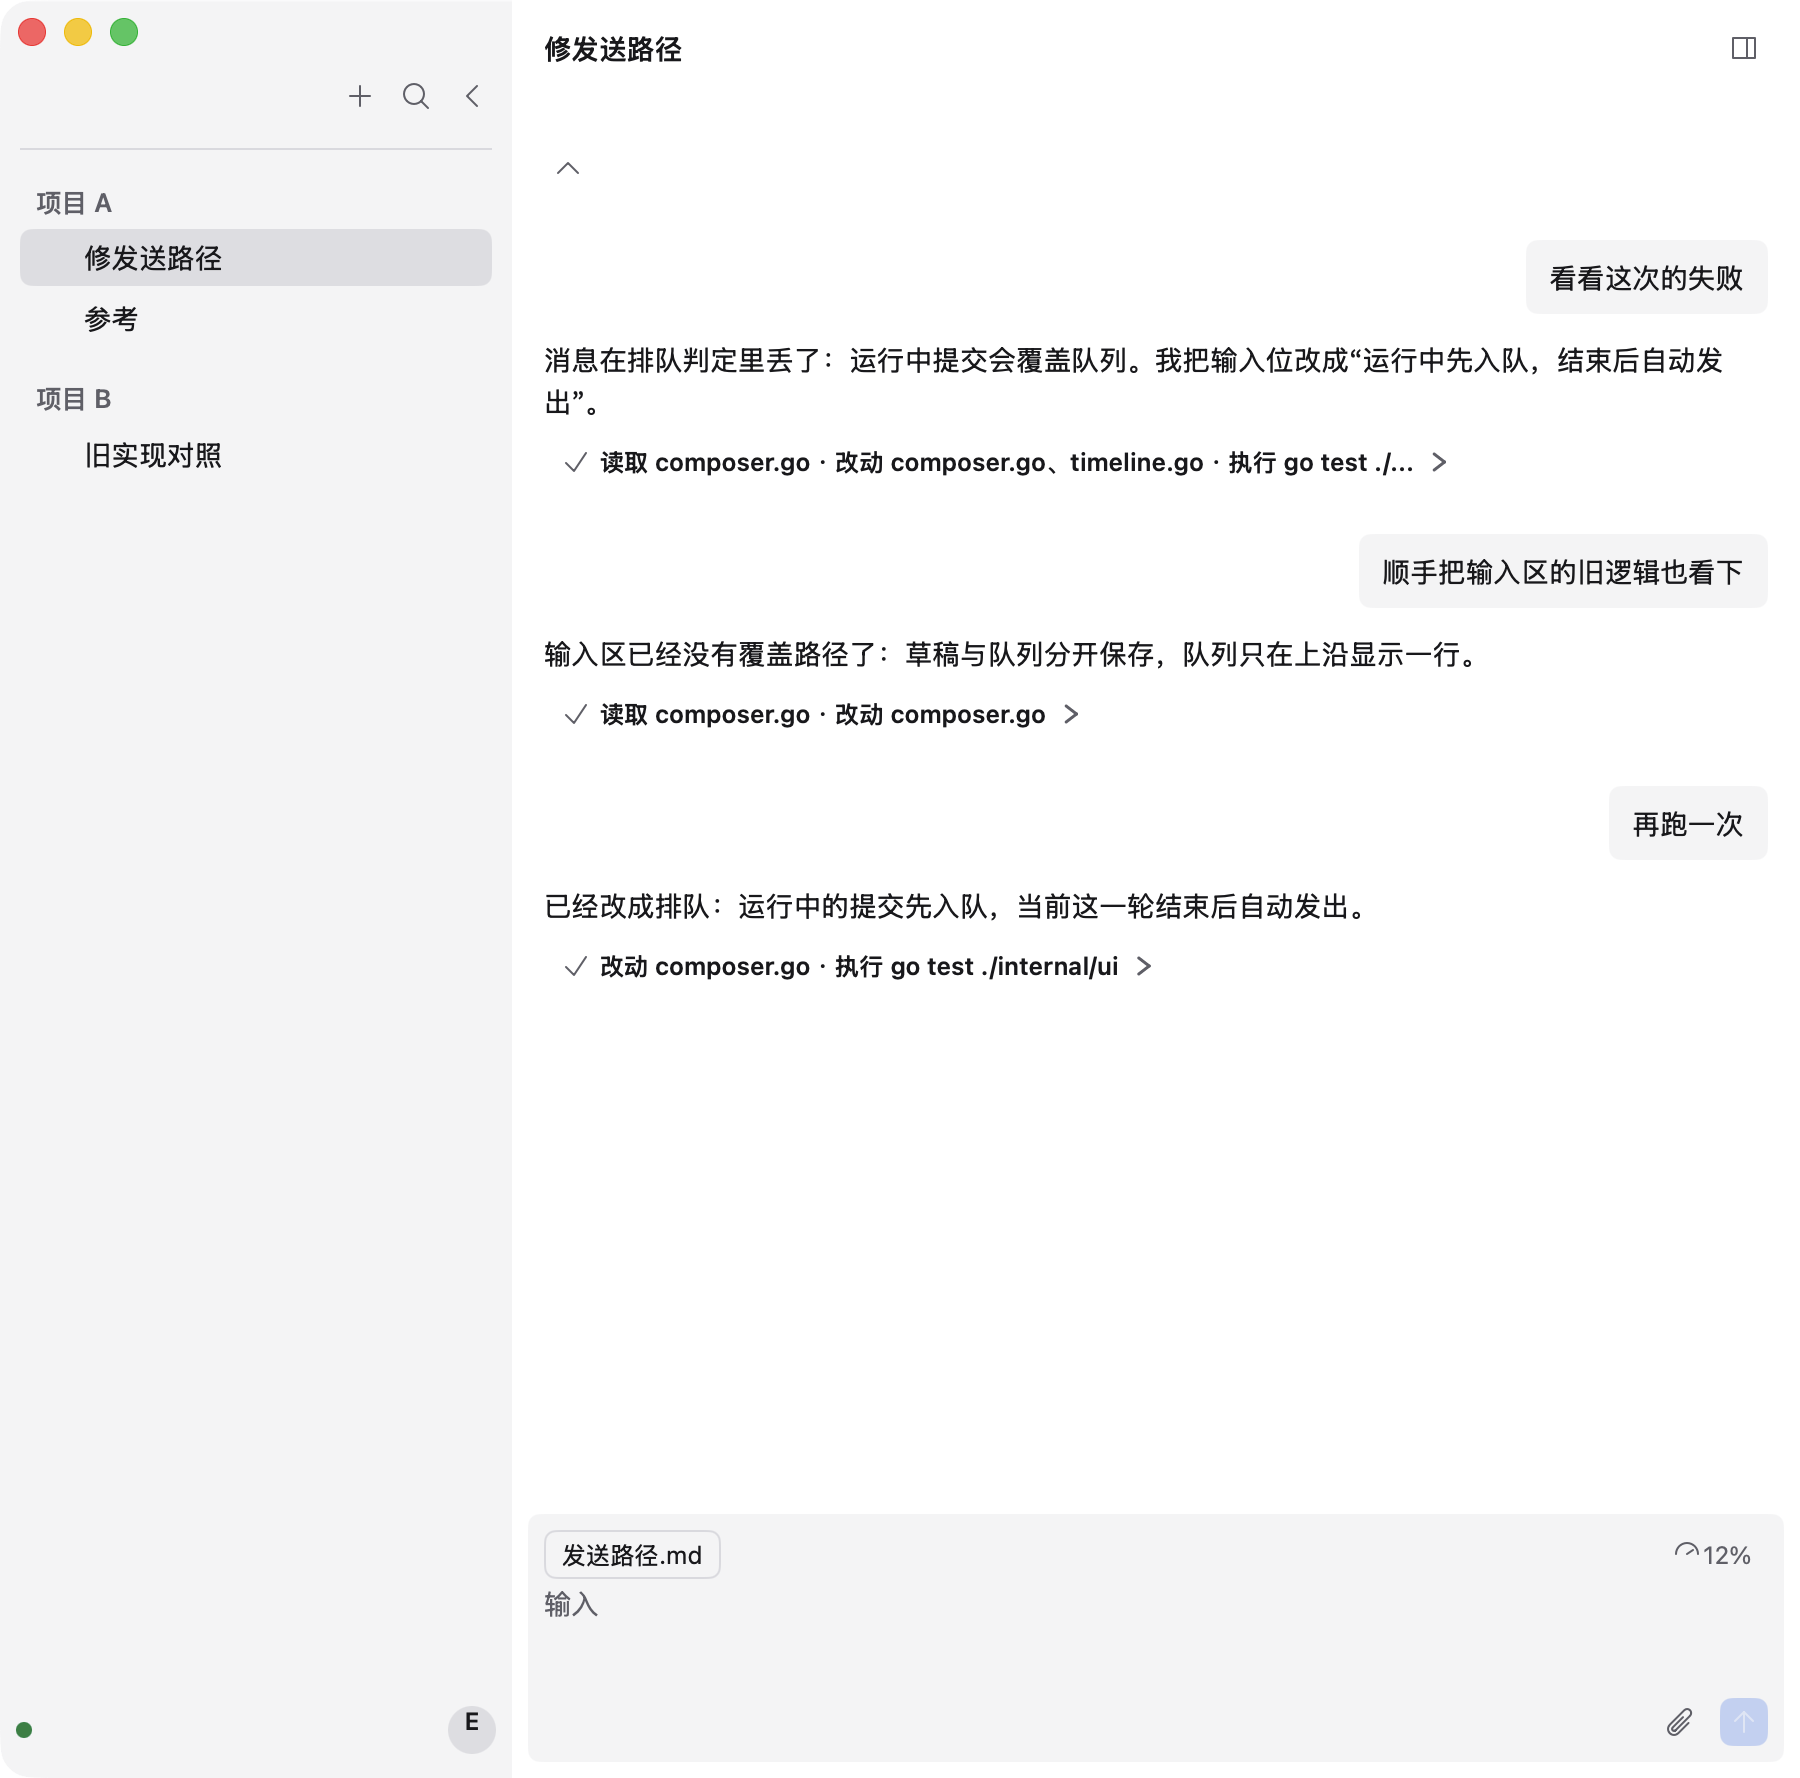 修发送路径
项目 A
修发送路径
参考
项目 B
旧实现对照
看看这次的失败
消息在排队判定里丢了：运行中提交会覆盖队列。我把输入位改成“运行中先入队，结束后自动发
出”。
读取 composer.go · 改动 composer.go、timeline.go · 执行 go test ./...
顺手把输入区的旧逻辑也看下
输入区已经没有覆盖路径了：草稿与队列分开保存，队列只在上沿显示一行。
读取 composer.go · 改动 composer.go
再跑一次
已经改成排队：运行中的提交先入队，当前这一轮结束后自动发出。
改动 composer.go · 执行 go test ./internal/ui
发送路径.md
12%
输入
E